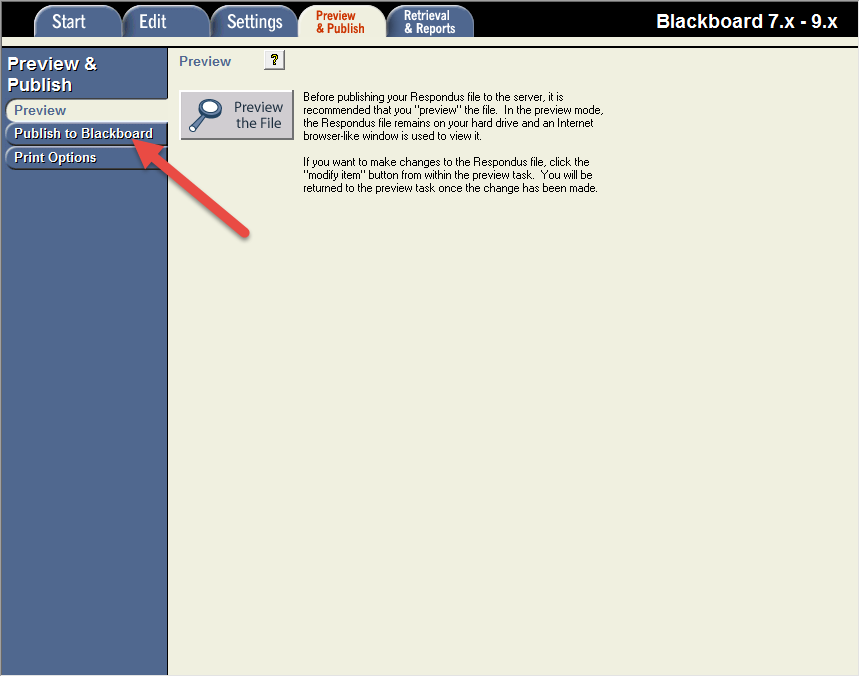 Start
Edit
Settings
Preview
& Publish
Retrieval
& Reports
Blackboard 7.x - 9.x
Preview &
Publish
Preview
Publish to Blackboard
Print Options
Preview
?
Preview
the File
Before publishing your Respondus file to the server, it is
recommended that you "preview" the file.  In the preview mode,
the Respondus file remains on your hard drive and an Internet
browser-like window is used to view it.
If you want to make changes to the Respondus file, click the
"modify item" button from within the preview task.  You will be
returned to the preview task once the change has been made.